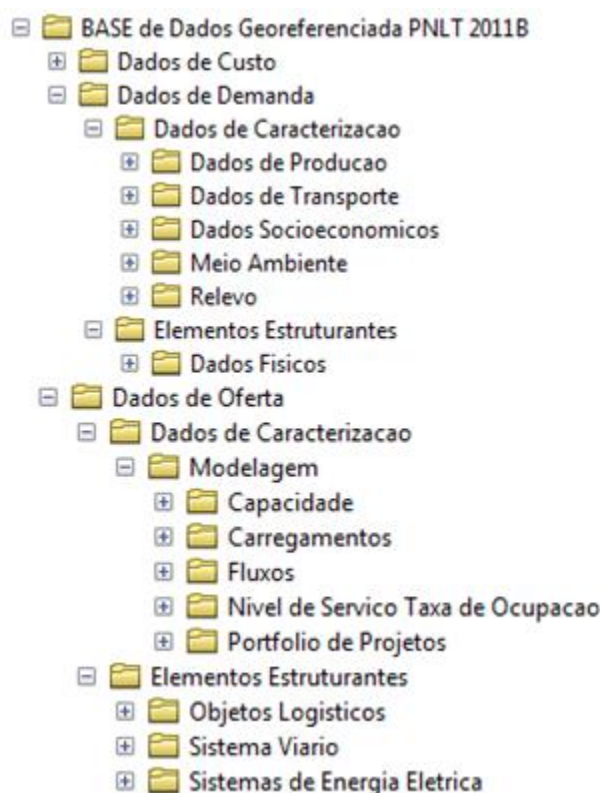 BASE de Dados Georeferenciada PNLT 2011B
Dados de Custo
Dados de Demanda
Dados de Caracterizacao
Dados de Producao
Dados de Transporte
Dados Socioeconomicos
Meio Ambiente
Relevo
Elementos Estruturantes
Dados Fisicos
Dados de Oferta
Dados de Caracterizacao
Modelagem
Capacidade
Carregamentos
Fluxos
Nivel de Servico Taxa de Ocupacao
Portfolio de Projetos
Elementos Estruturantes
Objetos Logisticos
Sistema Viario
Sistemas de Energia Eletrica